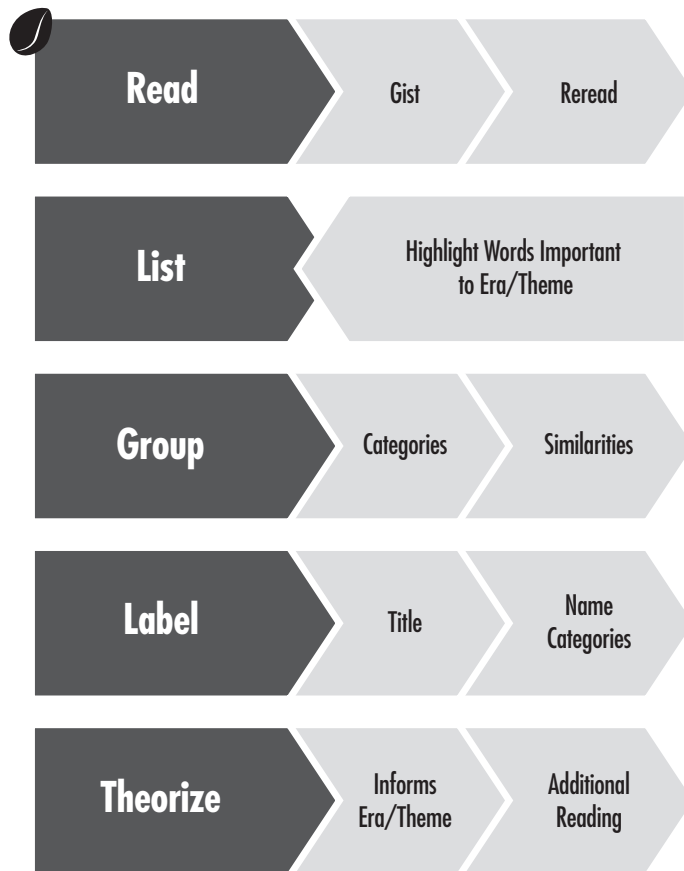 Read
Gist
Reread
List
Highlight Words Important
to Era/Theme
Group
Categories
Similarities
Label
Title
Name
Categories
Theorize
Informs
Era/Theme
Additional
Reading